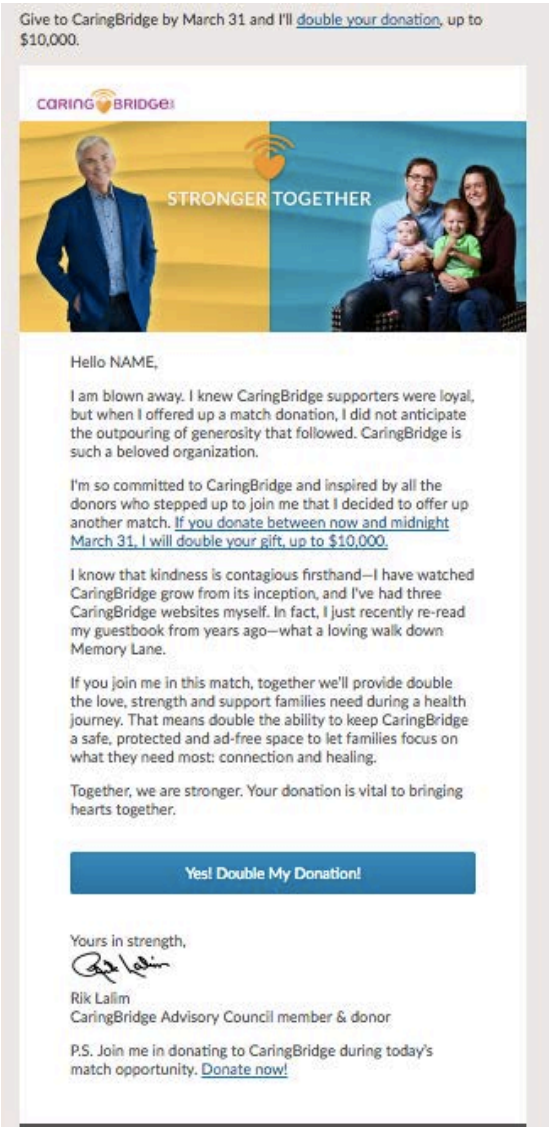 Give to CaringBridge by March 31 and I'll double your donation, up to
$10,000.
CaRING BRIDGE
STRONGER TOGETHER
Hello NAME,
I am blown away. I knew CaringBridge supporters were loyal,
but when I offered up a match donation, I did not anticipate
the outpouring of generosity that followed. CaringBridge is
such a beloved organization.
I'm so committed to CaringBridge and inspired by all the
donors who stepped up to join me that I decided to offer up
another match. If you donate between now and midnight
March 31, I will double your gift, up to $10,000.
I know that kindness is contagious firsthand—I have watched
CaringBridge grow from its inception, and I've had three
CaringBridge websites myself. In fact, I just recently re-read
my guestbook from years ago—what a loving walk down
Memory Lane.
If you join me in this match, together we'll provide double
the love, strength and support families need during a health
journey. That means double the ability to keep CaringBridge
a safe, protected and ad-free space to let families focus on
what they need most: connection and healing.
Together, we are stronger. Your donation is vital to bringing
hearts together.
Yes! Double My Donation!
Yours in strength,
Rik Lalim
Rik Lalim
CaringBridge Advisory Council member & donor
P.S. Join me in donating to CaringBridge during today's
match opportunity. Donate now!